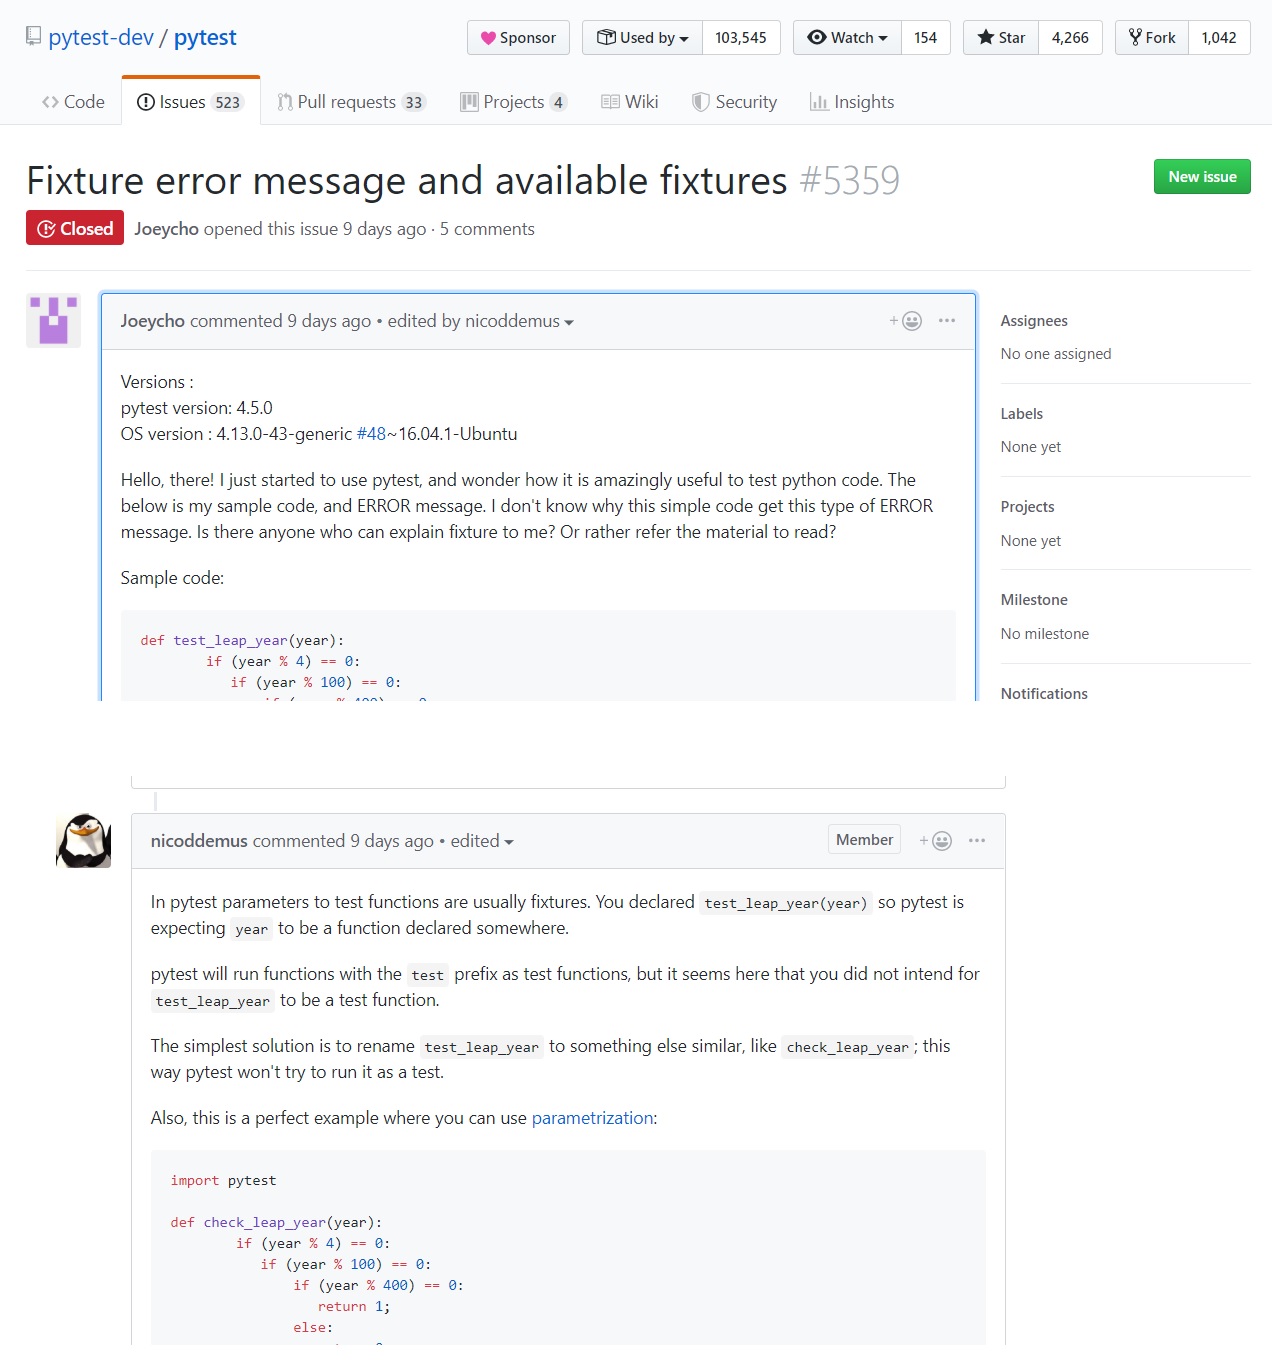 pytest-dev / pytest
Sponsor
Used by 103,545
Watch 154
Star 4,266
Fork 1,042
Code
Issues 523
Pull requests 33
Projects 4
Wiki
Security
Insights
Fixture error message and available fixtures #5359
New issue
Closed Joeycho opened this issue 9 days ago · 5 comments
Joeycho commented 9 days ago • edited by nicoddemus
Versions :
pytest version: 4.5.0
OS version : 4.13.0-43-generic #48~16.04.1-Ubuntu
Hello, there! I just started to use pytest, and wonder how it is amazingly useful to test python code. The
below is my sample code, and ERROR message. I don't know why this simple code get this type of ERROR
message. Is there anyone who can explain fixture to me? Or rather refer the material to read?
Sample code:
def test_leap_year(year):
if (year % 4) == 0:
if (year % 100) == 0:
Assignees
No one assigned
Labels
None yet
Projects
None yet
Milestone
No milestone
Notifications
nicoddemus commented 9 days ago • edited
Member
In pytest parameters to test functions are usually fixtures. You declared test_leap_year(year) so pytest is
expecting year to be a function declared somewhere.
pytest will run functions with the test prefix as test functions, but it seems here that you did not intend for
test_leap_year to be a test function.
The simplest solution is to rename test_leap_year to something else similar, like check_leap_year; this
way pytest won't try to run it as a test.
Also, this is a perfect example where you can use parametrization:
import pytest
def check_leap_year(year):
if (year % 4) == 0:
if (year % 100) == 0:
if (year % 400) == 0:
return 1;
else: